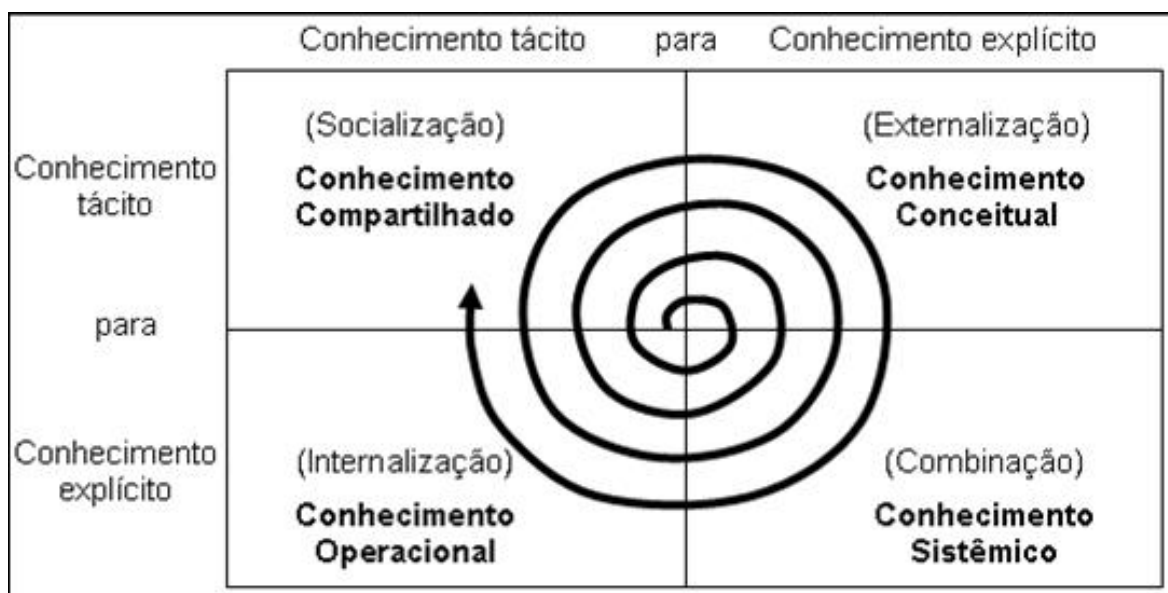 Conhecimento tácito para Conhecimento explícito
(Socialização)
Conhecimento
Compartilhado
(Externalização)
Conhecimento
Conceitual
Conhecimento
tácito
para
Conhecimento
explícito
(Internalização)
Conhecimento
Operacional
(Combinação)
Conhecimento
Sistêmico